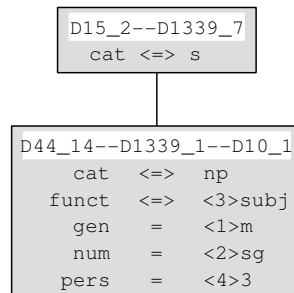 D15_2--D1339_7
cat <=> s
D44_14--D1339_1--D10_1
cat <=> np
funct <=> <3>subj
gen = <1>m
num = <2>sg
pers = <4>3